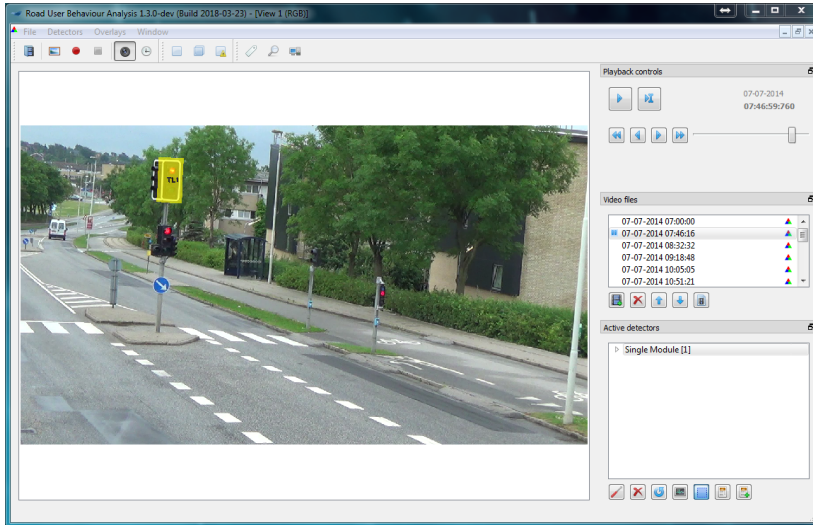 Road User Behaviour Analysis 1.3.0-dev (Build 2018-03-23) - [View 1 (RGB)]
File Detectors Overlays Window
Playback controls
07-07-2014
07:46:59:760
TL1
Video files
07-07-2014 07:00:00
07-07-2014 07:46:16
07-07-2014 08:32:32
07-07-2014 09:18:48
07-07-2014 10:05:05
07-07-2014 10:51:21
Active detectors
Single Module [1]